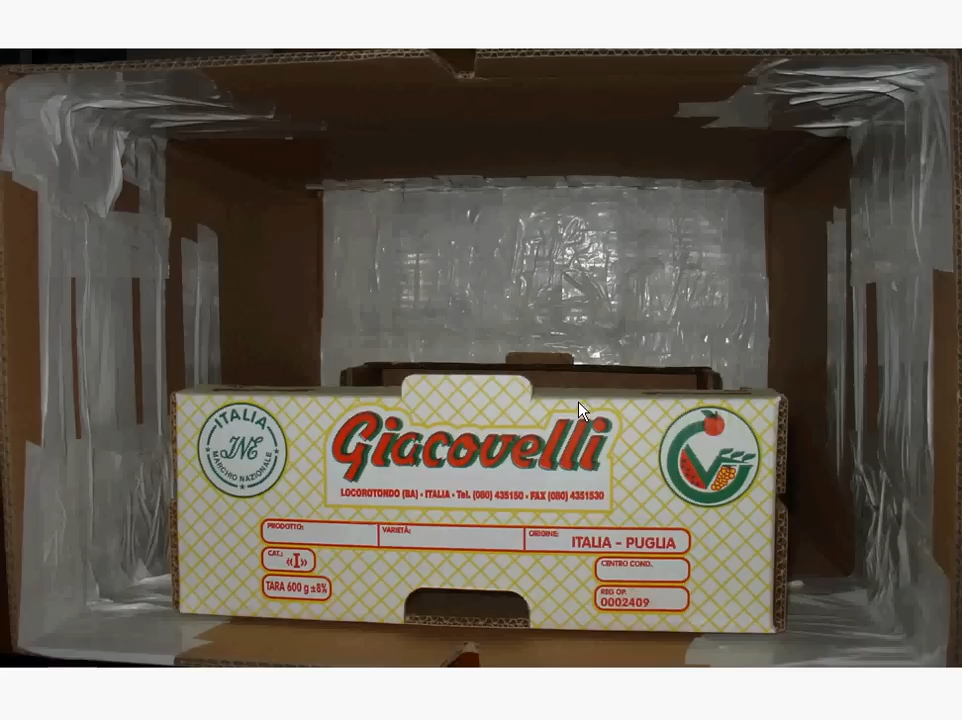 ITALIA
JNE
MARCHIO NAZIONALE
Giacovelli
LOCOROTONDO (BA) - ITALIA - Tel. (080) 435150 - FAX (080) 4351530
PRODOTTO:
VARIETÀ:
ORIGINE:
ITALIA - PUGLIA
CAT.:
«I»
CENTRO COND.
TARA 600 g ±8%
REG OP.
0002409